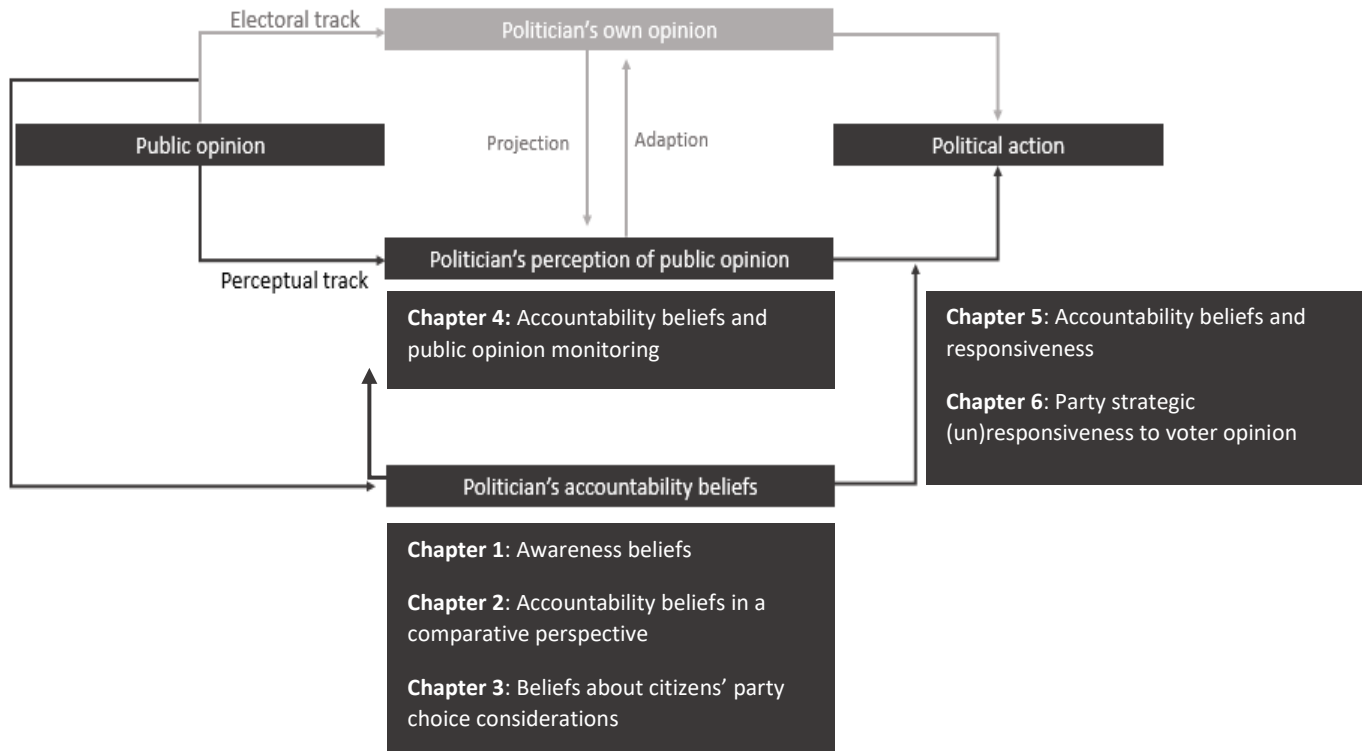 Electoral track
Politician's own opinion
Public opinion
Projection
Adaption
Political action
Politician's perception of public opinion
Perceptual track
Chapter 4: Accountability beliefs and
public opinion monitoring
Chapter 5: Accountability beliefs and
responsiveness
Chapter 6: Party strategic
(un)responsiveness to voter opinion
Politician's accountability beliefs
Chapter 1: Awareness beliefs
Chapter 2: Accountability beliefs in a
comparative perspective
Chapter 3: Beliefs about citizens’ party
choice considerations